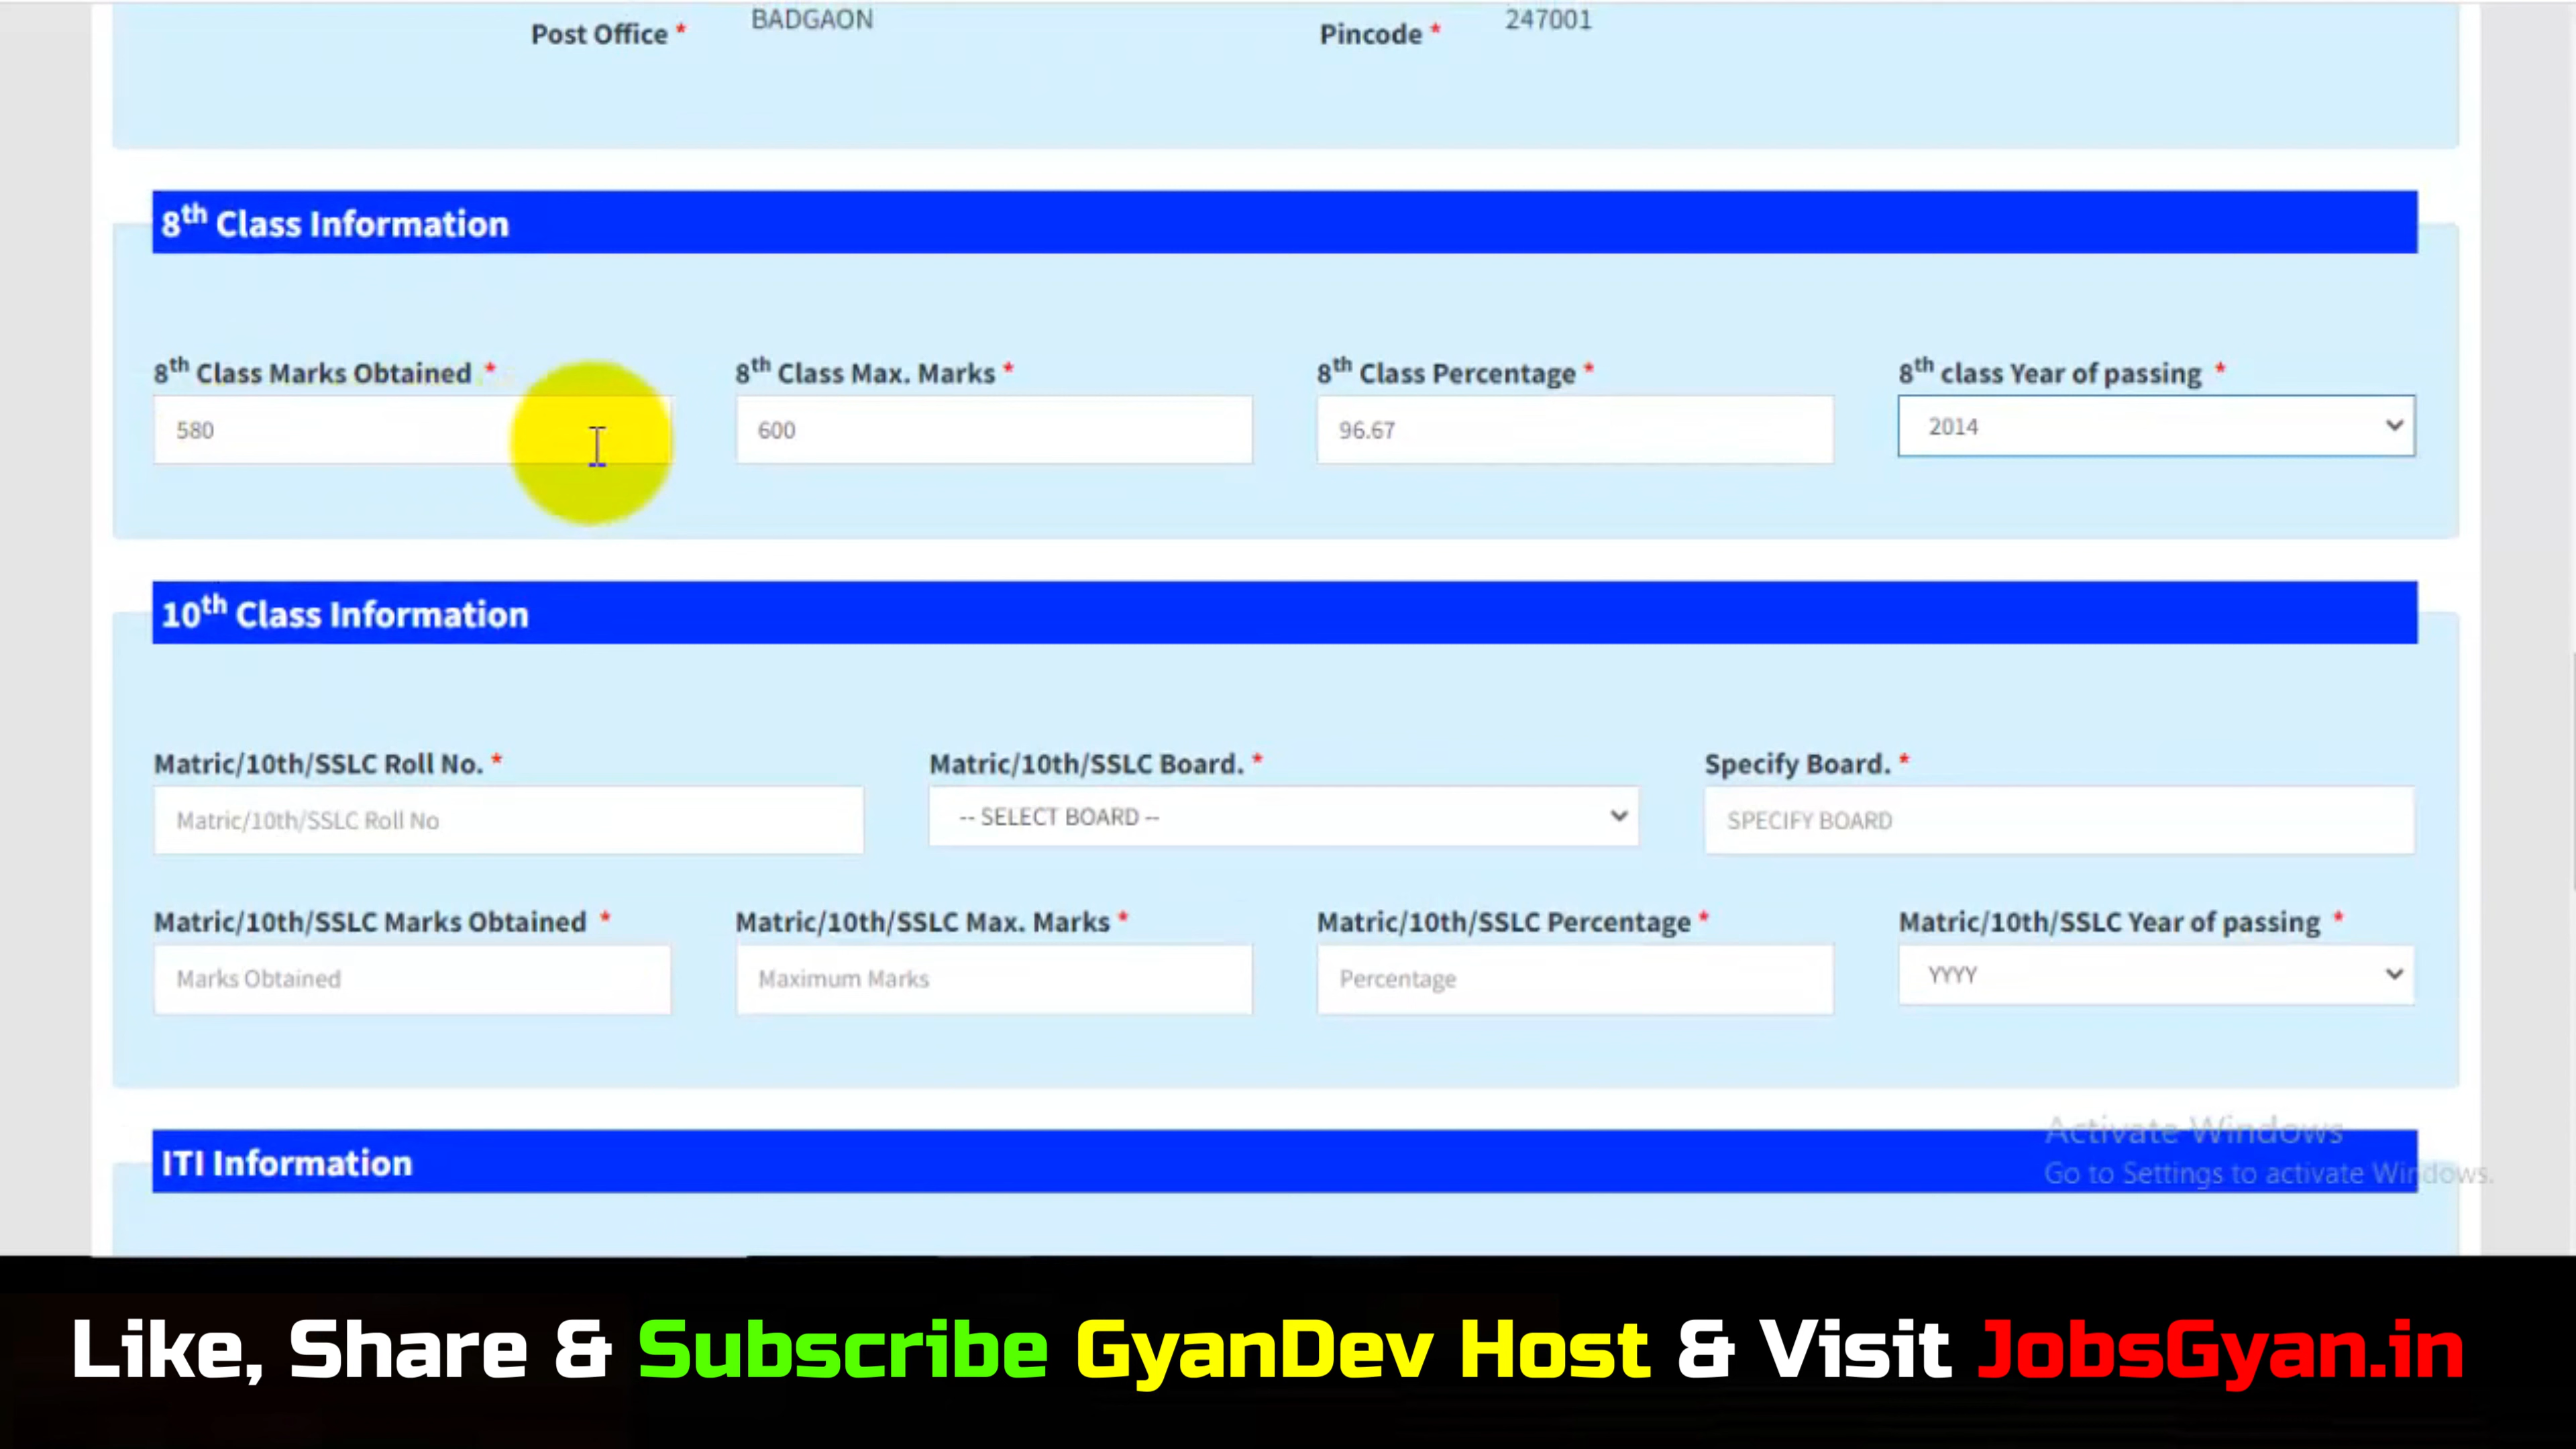 Post Office * BADGAON Pincode * 247001
8th Class Information
8th Class Marks Obtained * 8th Class Max. Marks * 8th Class Percentage * 8th class Year of passing *
580 600 96.67 2014
10th Class Information
Matric/10th/SSLC Roll No. * Matric/10th/SSLC Board. * Specify Board. *
Matric/10th/SSLC Roll No -- SELECT BOARD -- SPECIFY BOARD
Matric/10th/SSLC Marks Obtained * Matric/10th/SSLC Max. Marks * Matric/10th/SSLC Percentage * Matric/10th/SSLC Year of passing *
Marks Obtained Maximum Marks Percentage YYYY
Activate Windows
ITI Information
Go to Settings to activate Windows.
Like, Share & Subscribe GyanDev Host & Visit JobsGyan.in